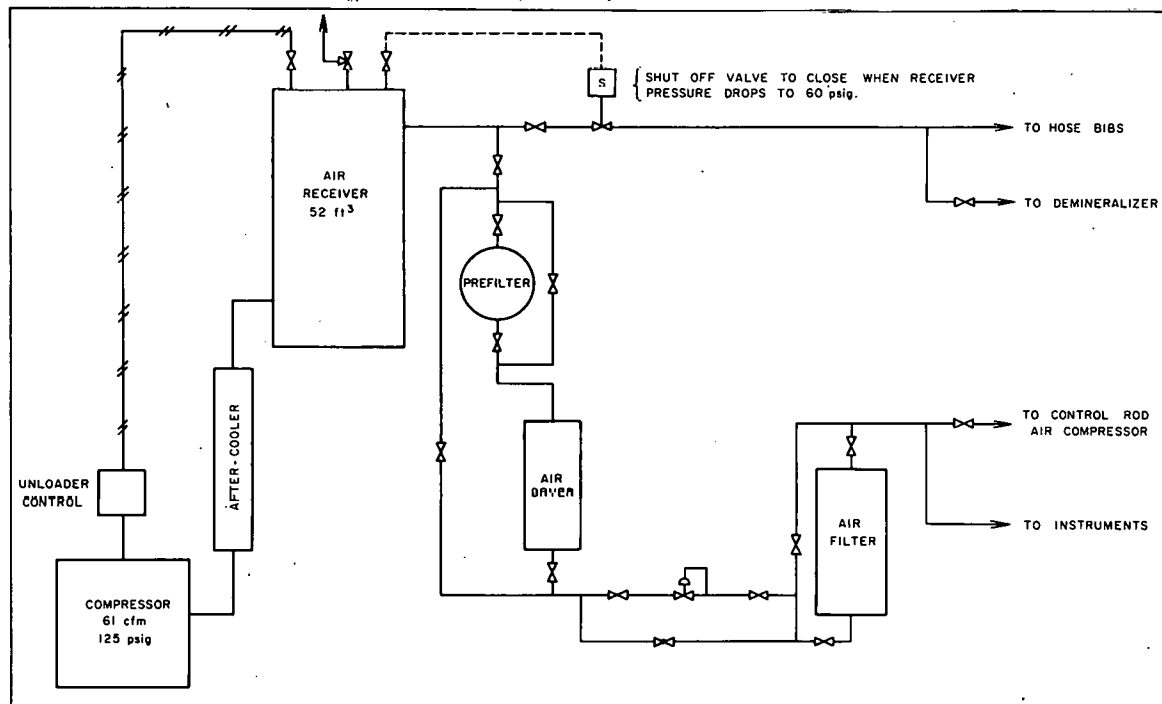 S
SHUT OFF VALVE TO CLOSE WHEN RECEIVER
PRESSURE DROPS TO 60 psig.
TO HOSE BIBS
AIR
RECEIVER
52 ft³
TO DEMINERALIZER
PREFILTER
AFTER-COOLER
TO CONTROL ROD
AIR COMPRESSOR
UNLOADER
CONTROL
AIR
DRYER
AIR
FILTER
TO INSTRUMENTS
COMPRESSOR
61 cfm
125 psig